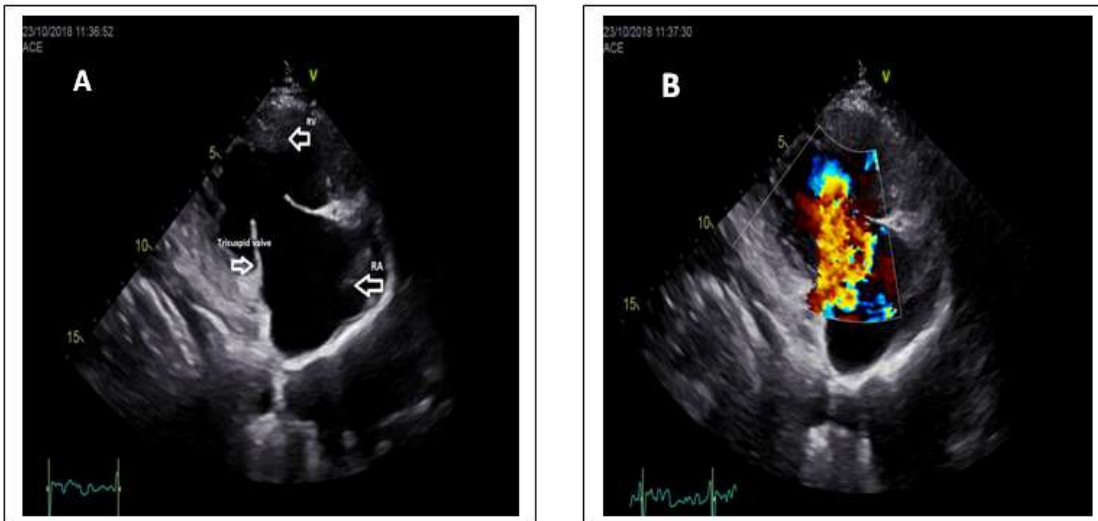 23/10/2018 11:36:52
ACE
A
V
RV
5
10
Tricuspid valve
RA
15
23/10/2018 11:37:30
ACE
B
V
5
10
15